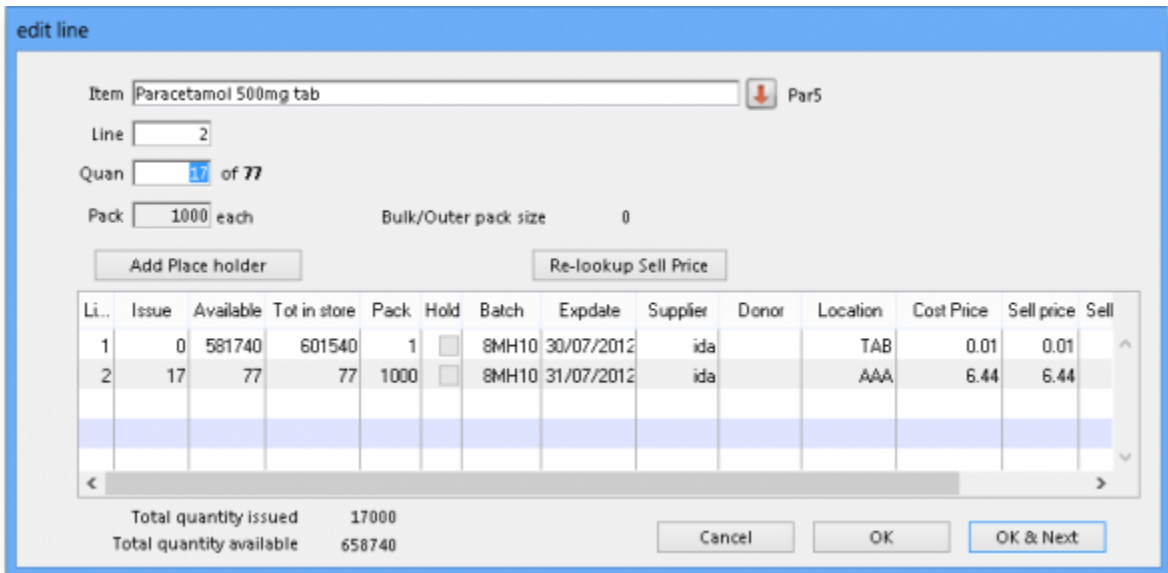 edit line
Item Paracetamol 500mg tab Par5
Line 2
Quan 17 of 77
Pack 1000 each Bulk/Outer pack size 0
Add Place holder Re-lookup Sell Price
Li... Issue Available Tot in store Pack Hold Batch Expdate Supplier Donor Location Cost Price Sell price Sell
1 0 581740 601540 1 8MH10 30/07/2012 ida TAB 0.01 0.01
2 17 77 77 1000 8MH10 31/07/2012 ida AAA 6.44 6.44
Total quantity issued 17000
Total quantity available 658740
Cancel OK OK & Next